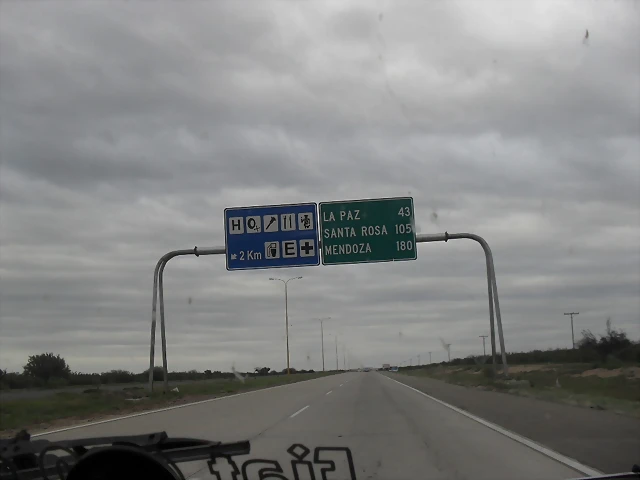 H
E
2 Km
LA PAZ 43
SANTA ROSA 105
MENDOZA 180